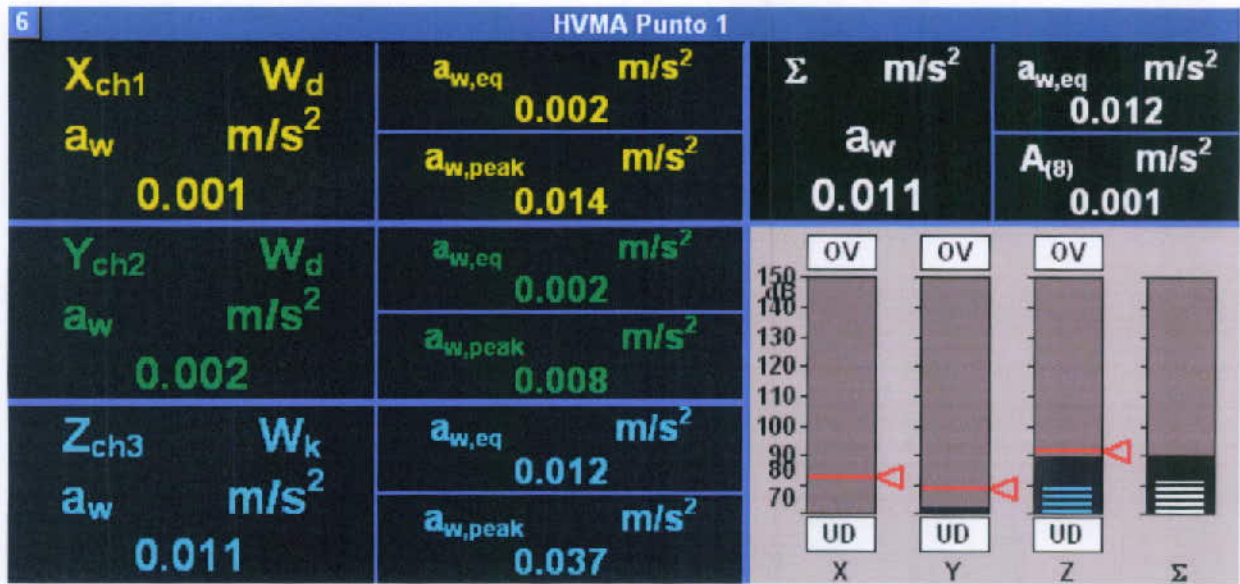 6
HVMA Punto 1
Xch1 Wd
aw m/s²
0.001
aw,eq m/s²
0.002
aw,peak m/s²
0.014
Σ m/s²
aw
0.011
aw,eq m/s²
0.012
A(8) m/s²
0.001
Ych2 Wd
aw m/s²
0.002
aw,eq m/s²
0.002
aw,peak m/s²
0.008
Zch3 Wk
aw m/s²
0.011
aw,eq m/s²
0.012
aw,peak m/s²
0.037
OV OV OV
150
dB
140
130
120
110
100
90
80
70
UD UD UD
X Y Z Σ